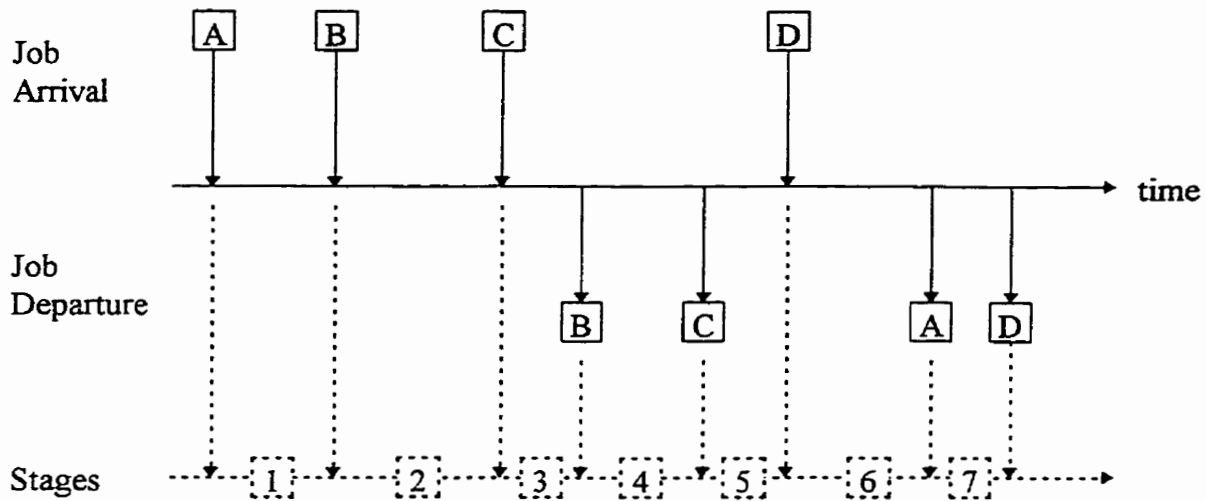 A B C D
Job
Arrival
time
Job
Departure
B C A D
Stages 1 2 3 4 5 6 7